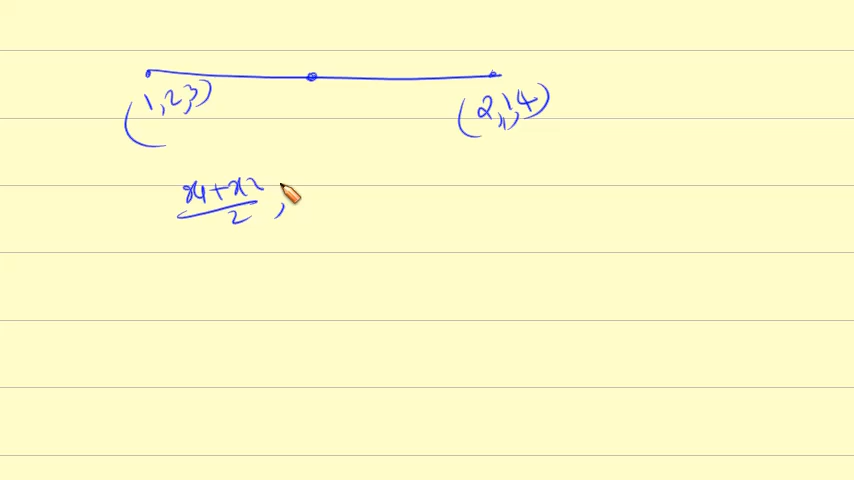 (1,2,3) (2,1,4)
x1+x2
2 ,